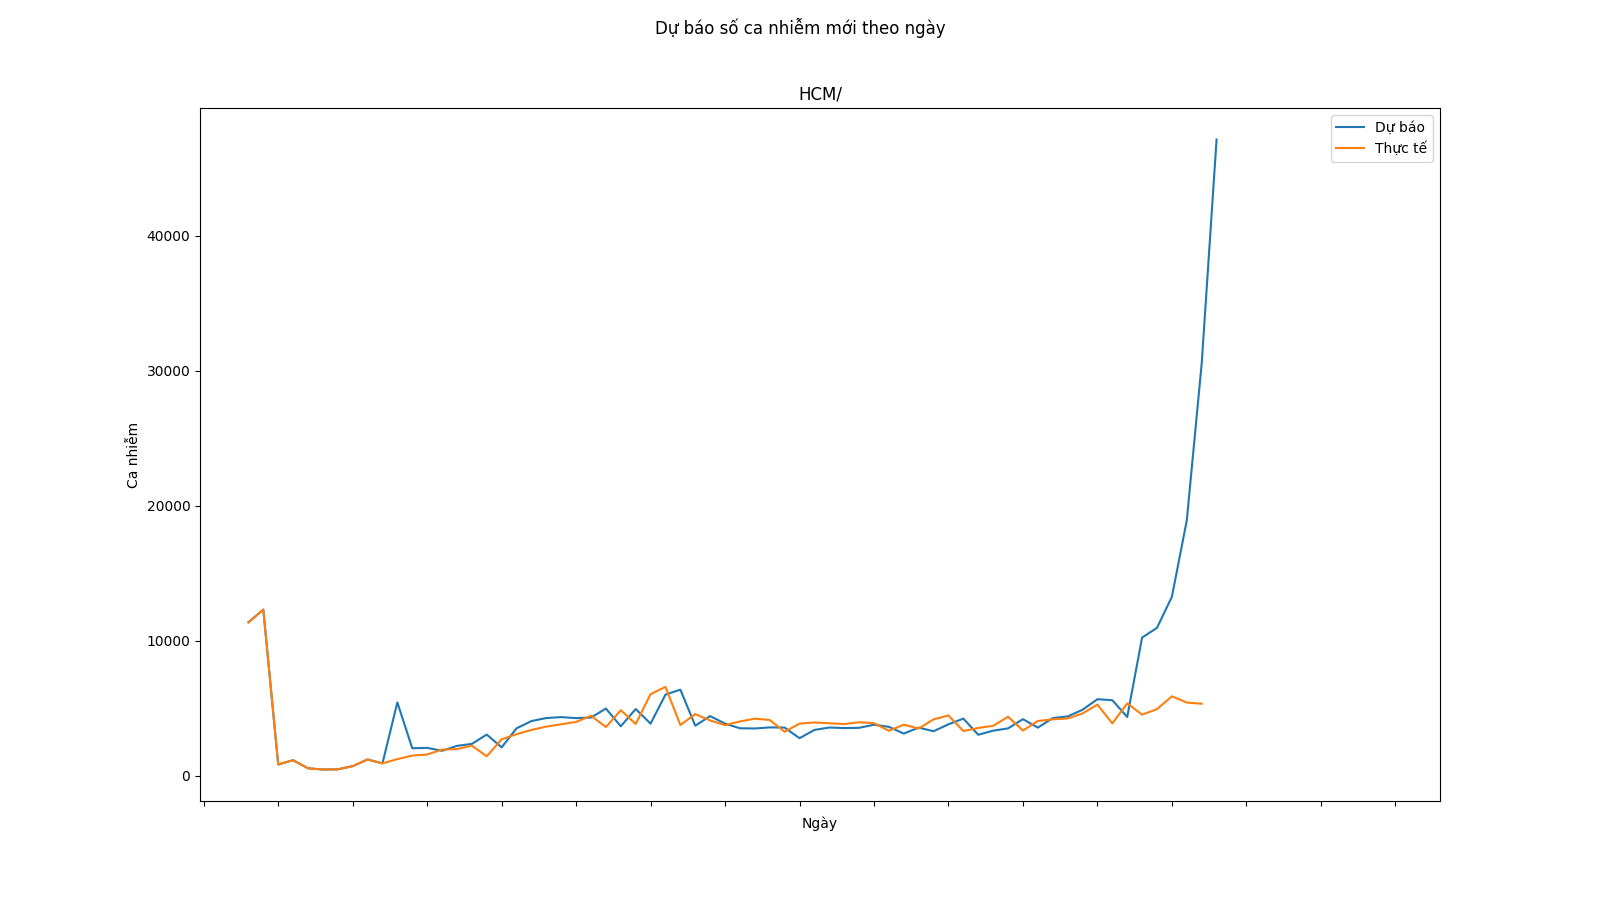 Dự báo số ca nhiễm mới theo ngày
HCM/
Dự báo
Thực tế
40000
30000
20000
10000
0
Ca nhiễm
Ngày